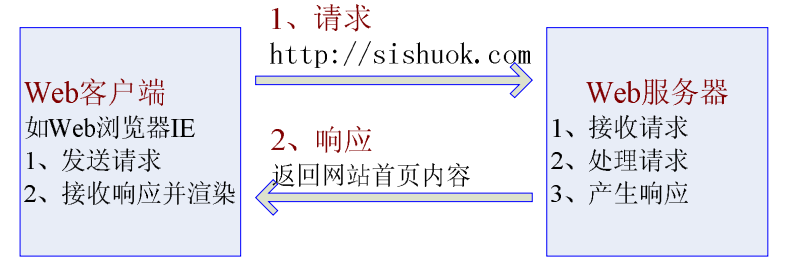 Web客户端
如Web浏览器IE
1、发送请求
2、接收响应并渲染
1、请求
http://sishuok.com
2、响应
返回网站首页内容
Web服务器
1、接收请求
2、处理请求
3、产生响应